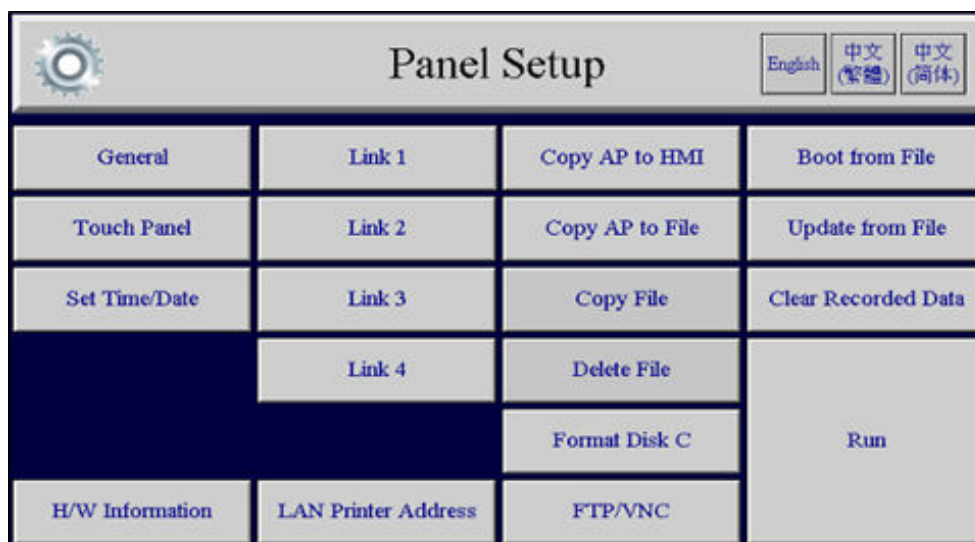 Panel Setup
English
中文
(繁體)
中文
(简体)
General
Link 1
Copy AP to HMI
Boot from File
Touch Panel
Link 2
Copy AP to File
Update from File
Set Time/Date
Link 3
Copy File
Clear Recorded Data
Link 4
Delete File
Format Disk C
Run
H/W Information
LAN Printer Address
FTP/VNC